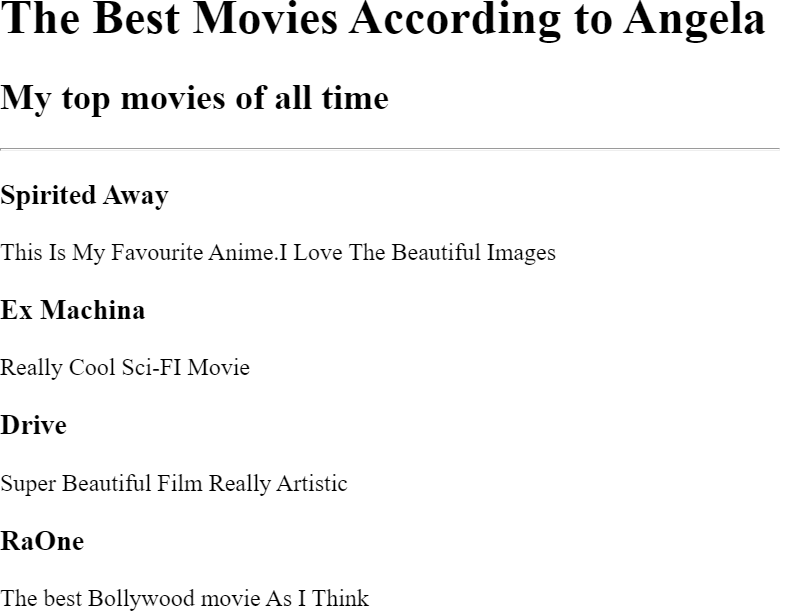 The Best Movies According to Angela
My top movies of all time
Spirited Away
This Is My Favourite Anime.I Love The Beautiful Images
Ex Machina
Really Cool Sci-FI Movie
Drive
Super Beautiful Film Really Artistic
RaOne
The best Bollywood movie As I Think